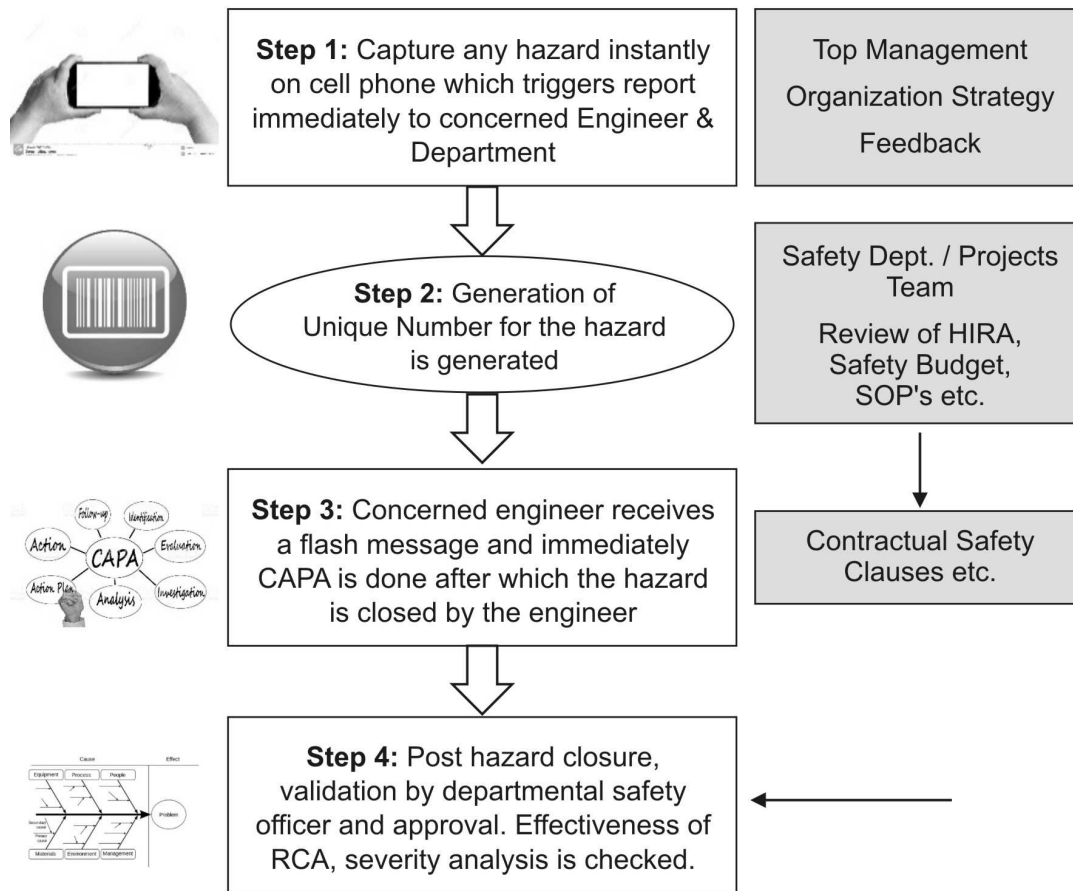 Step 1: Capture any hazard instantly
on cell phone which triggers report
immediately to concerned Engineer &
Department
Top Management
Organization Strategy
Feedback
Step 2: Generation of
Unique Number for the hazard
is generated
Safety Dept. / Projects
Team
Review of HIRA,
Safety Budget,
SOP's etc.
Follow-up
Identification
Action
CAPA
Evaluation
Action Plan
Analysis
Investigation
Step 3: Concerned engineer receives
a flash message and immediately
CAPA is done after which the hazard
is closed by the engineer
Contractual Safety
Clauses etc.
Cause
Effect
Equipment
Process
People
Problem
Secondary
cause
Primary
cause
Materials
Environment
Management
Step 4: Post hazard closure,
validation by departmental safety
officer and approval. Effectiveness of
RCA, severity analysis is checked.